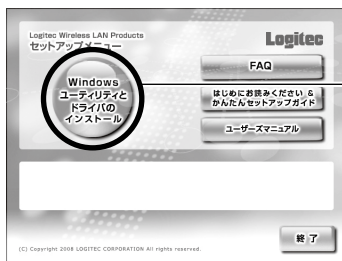 Logitec Wireless LAN Products
セットアップメニュー
Logitec
Windows
ユーティリティと
ドライバの
インストール
FAQ
はじめにお読みください &
かんたんセットアップガイド
ユーザーズマニュアル
終了
(C) Copyright 2008 LOGITEC CORPORATION All rights reserved.